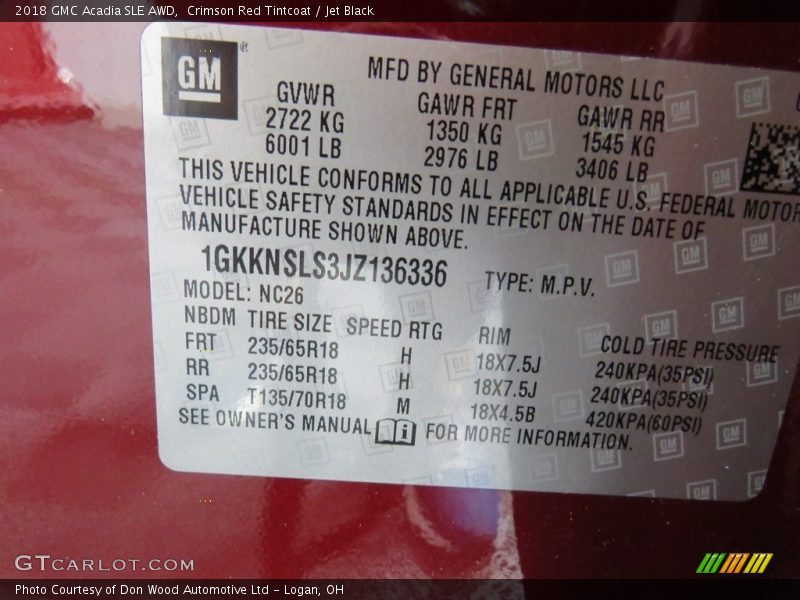 2018 GMC Acadia SLE AWD, Crimson Red Tintcoat / Jet Black
GM ®
MFD BY GENERAL MOTORS LLC
GVWR GAWR FRT GAWR RR
2722 KG 1350 KG 1545 KG
6001 LB 2976 LB 3406 LB
THIS VEHICLE CONFORMS TO ALL APPLICABLE U.S. FEDERAL MOTOR
VEHICLE SAFETY STANDARDS IN EFFECT ON THE DATE OF
MANUFACTURE SHOWN ABOVE.
1GKKNSLS3JZ136336 TYPE: M.P.V.
MODEL: NC26
NBDM TIRE SIZE SPEED RTG RIM COLD TIRE PRESSURE
FRT 235/65R18 H 18X7.5J 240KPA(35PSI)
RR 235/65R18 H 18X7.5J 240KPA(35PSI)
SPA T135/70R18 M 18X4.5B 420KPA(60PSI)
SEE OWNER'S MANUAL i FOR MORE INFORMATION.
GTCARLOT.COM
Photo Courtesy of Don Wood Automotive Ltd - Logan, OH